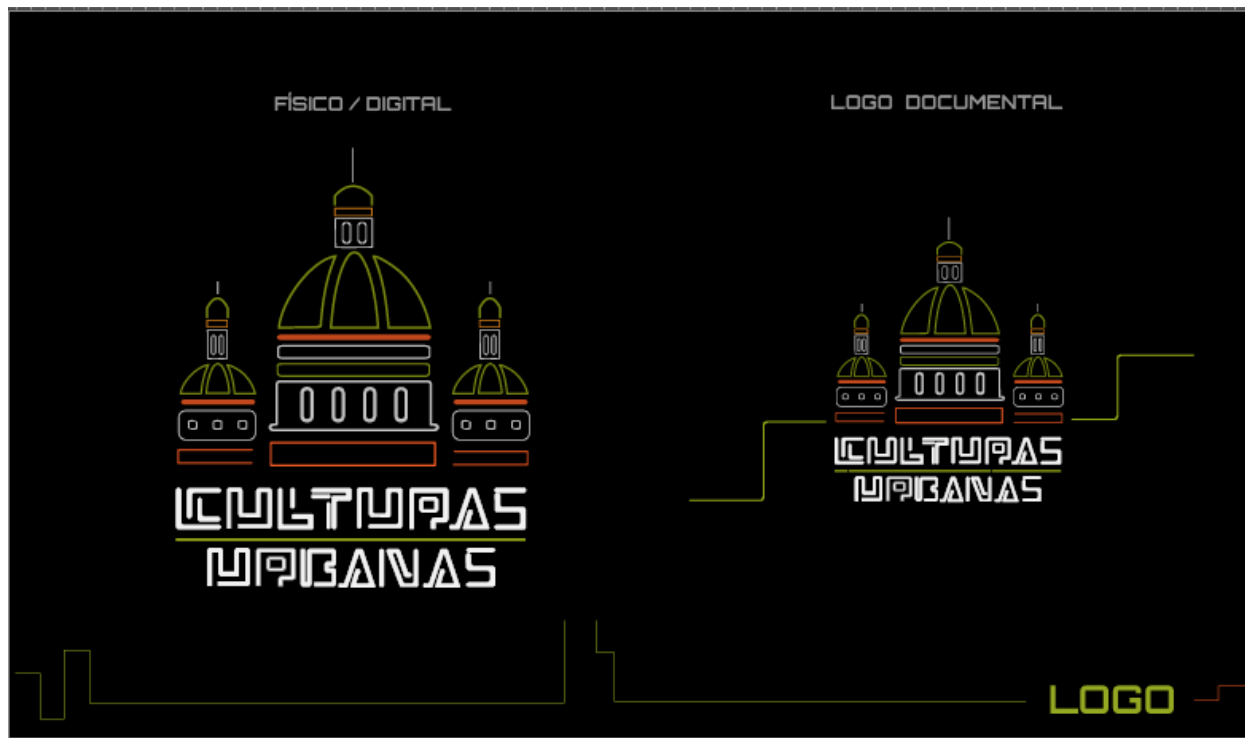 FÍSICO / DIGITAL
CULTURAS
URBANAS
LOGO DOCUMENTAL
CULTURAS
URBANAS
LOGO